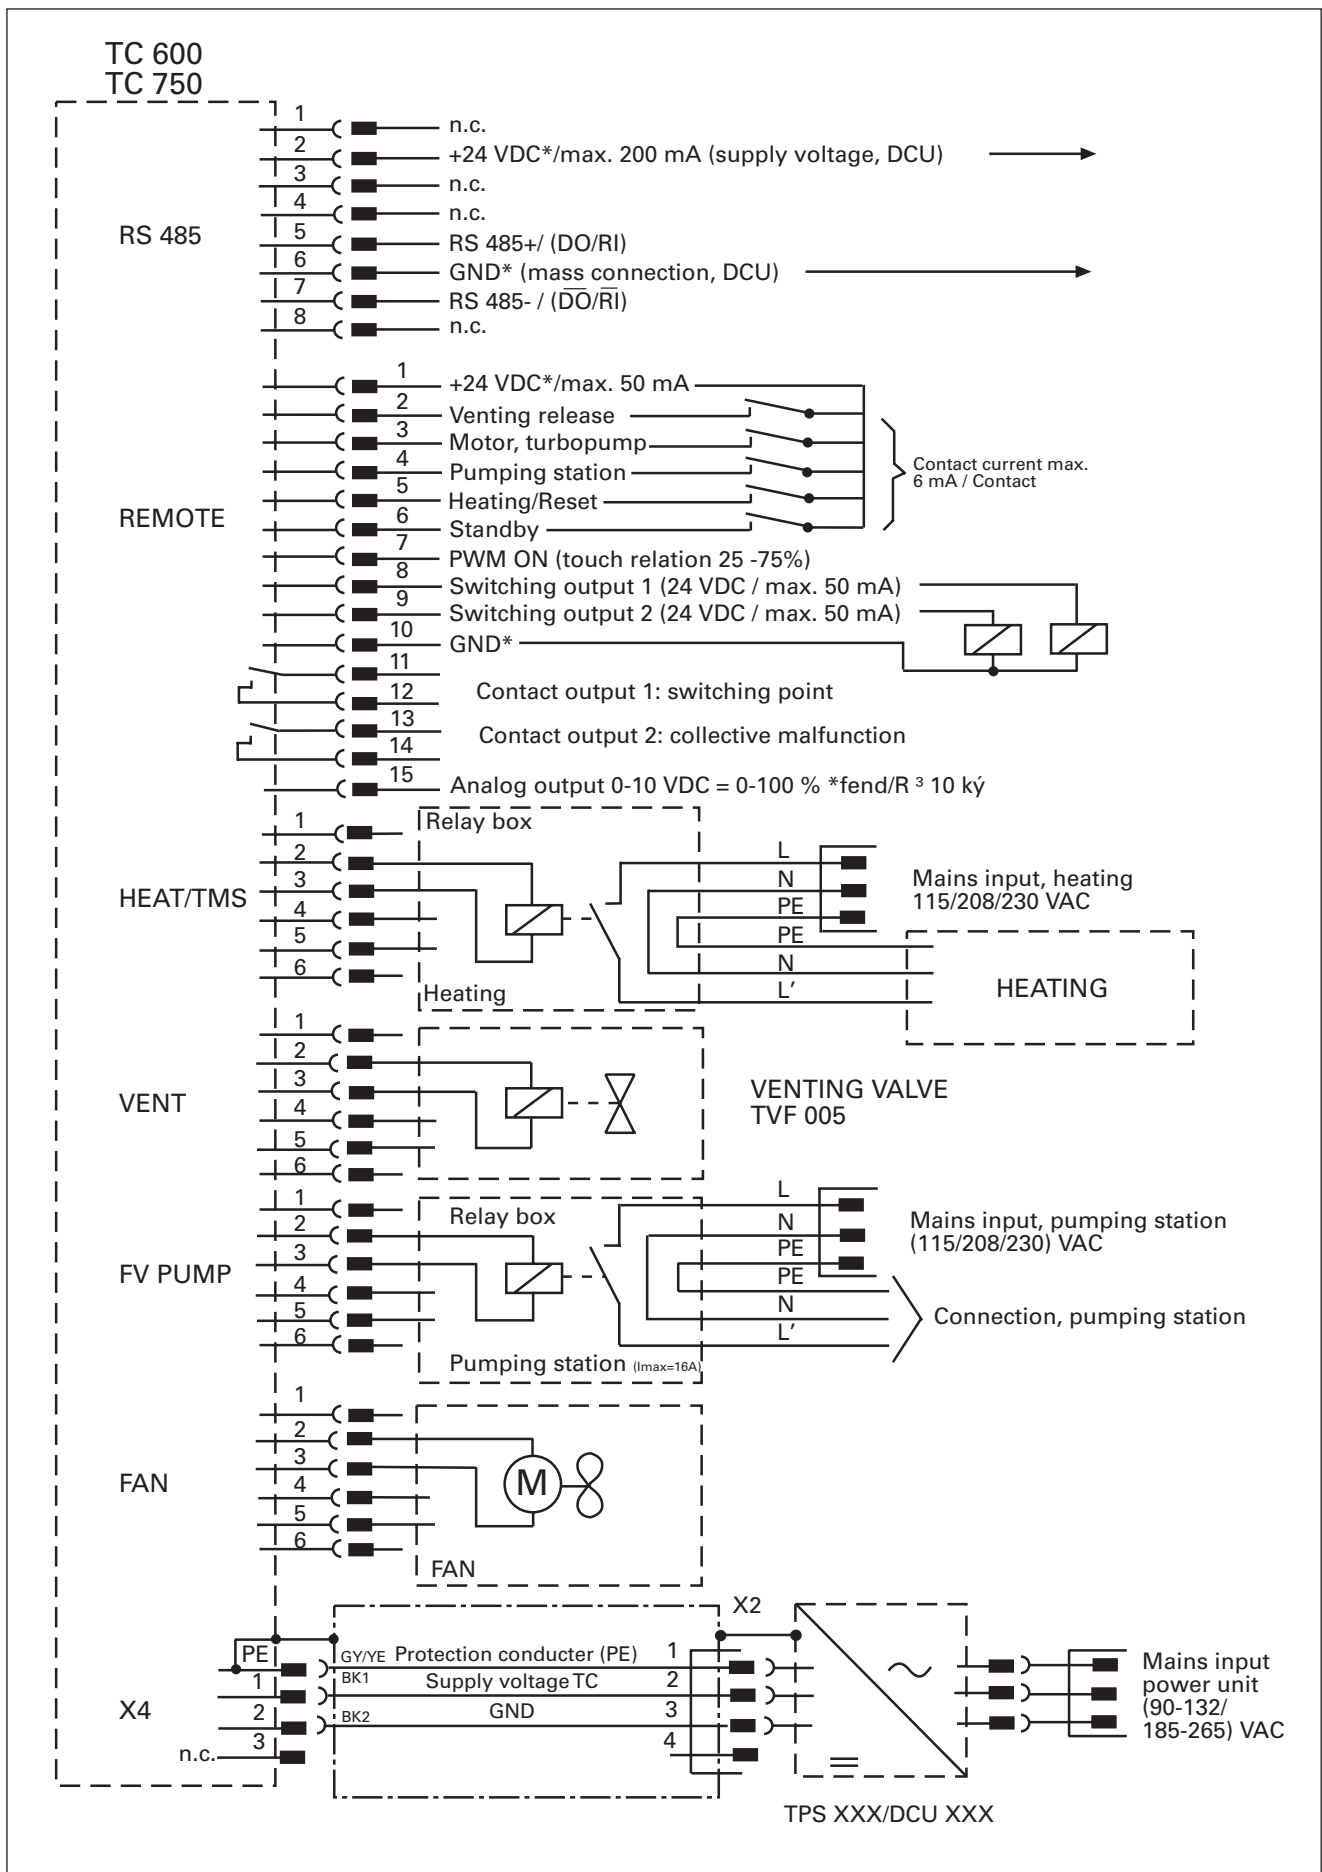 TC 600
TC 750
RS 485
1 n.c.
2 +24 VDC*/max. 200 mA (supply voltage, DCU)
3 n.c.
4 n.c.
5 RS 485+/ (DO/RI)
6 GND* (mass connection, DCU)
7 RS 485- / (D̅O̅/R̅I̅)
8 n.c.
REMOTE
1 +24 VDC*/max. 50 mA
2 Venting release
3 Motor, turbopump
4 Pumping station
5 Heating/Reset
6 Standby
Contact current max.
6 mA / Contact
7 PWM ON (touch relation 25 -75%)
8 Switching output 1 (24 VDC / max. 50 mA)
9 Switching output 2 (24 VDC / max. 50 mA)
10 GND*
11
12
Contact output 1: switching point
13
14
Contact output 2: collective malfunction
15 Analog output 0-10 VDC = 0-100 % *fend/R ³ 10 ký
HEAT/TMS
1
2
3
4
5
6
Relay box
Heating
L
N
PE
PE
N
L′
Mains input, heating
115/208/230 VAC
HEATING
VENT
1
2
3
4
5
6
VENTING VALVE
TVF 005
FV PUMP
1
2
3
4
5
6
Relay box
Pumping station (Imax=16A)
L
N
PE
PE
N
L′
Mains input, pumping station
(115/208/230) VAC
Connection, pumping station
FAN
1
2
3
4
5
6
M
FAN
X4
PE
1
2
n.c. 3
GY/YE Protection conducter (PE) 1
BK1 Supply voltage TC 2
BK2 GND 3
4
X2
Mains input
power unit
(90-132/
185-265) VAC
TPS XXX/DCU XXX